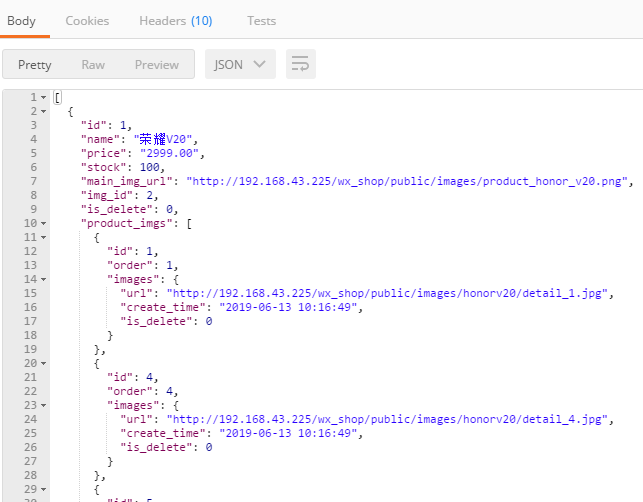 Body Cookies Headers (10) Tests
Pretty Raw Preview JSON
1 [
2 {
3 "id": 1,
4 "name": "荣耀V20",
5 "price": "2999.00",
6 "stock": 100,
7 "main_img_url": "http://192.168.43.225/wx_shop/public/images/product_honor_v20.png",
8 "img_id": 2,
9 "is_delete": 0,
10 "product_imgs": [
11 {
12 "id": 1,
13 "order": 1,
14 "images": {
15 "url": "http://192.168.43.225/wx_shop/public/images/honorv20/detail_1.jpg",
16 "create_time": "2019-06-13 10:16:49",
17 "is_delete": 0
18 }
19 },
20 {
21 "id": 4,
22 "order": 4,
23 "images": {
24 "url": "http://192.168.43.225/wx_shop/public/images/honorv20/detail_4.jpg",
25 "create_time": "2019-06-13 10:16:49",
26 "is_delete": 0
27 }
28 },
29 {